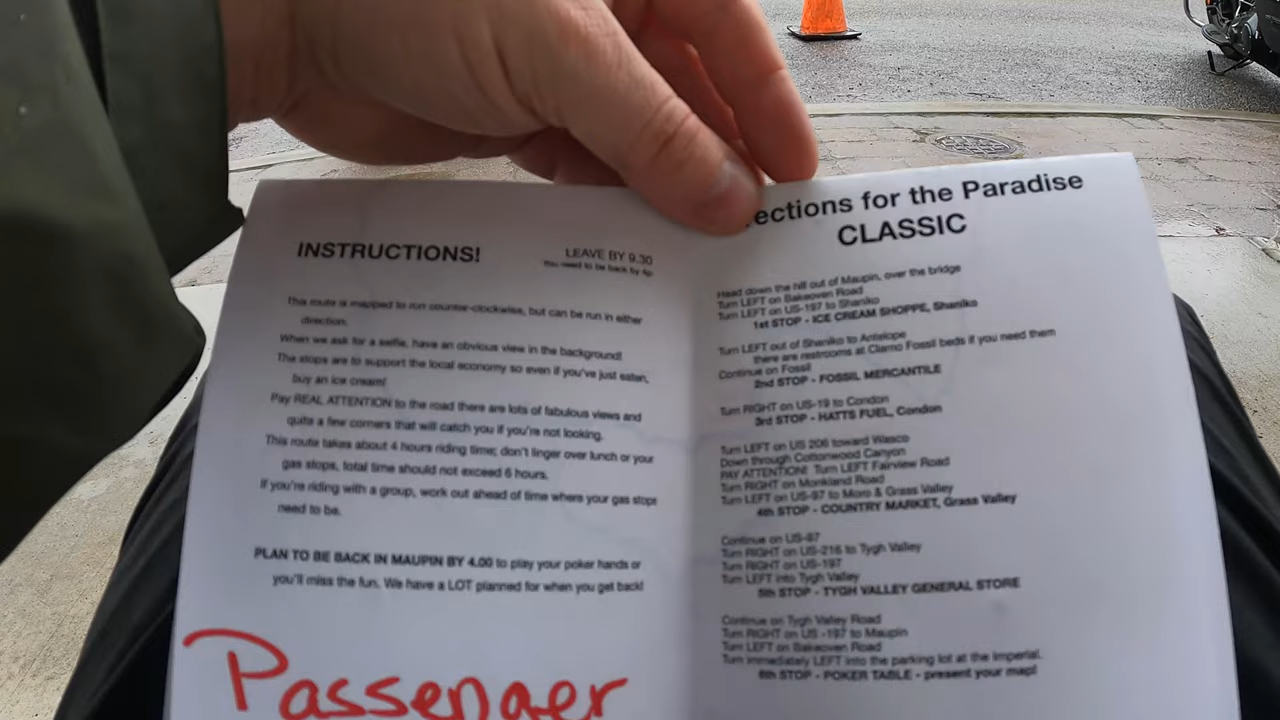 INSTRUCTIONS!
LEAVE BY 9.30
You need to be back by 4p
This route is mapped to run counter-clockwise, but can be run in either
direction.
When we ask for a selfie, have an obvious view in the background!
The stops are to support the local economy so even if you've just eaten,
buy an ice cream!
Pay REAL ATTENTION to the road there are lots of fabulous views and
quite a few corners that will catch you if you're not looking.
This route takes about 4 hours riding time; don't linger over lunch or your
gas stops, total time should not exceed 6 hours.
If you're riding with a group, work out ahead of time where your gas stops
need to be.
PLAN TO BE BACK IN MAUPIN BY 4.00 to play your poker hands or
you'll miss the fun. We have a LOT planned for when you get back!
Passenger
ections for the Paradise
CLASSIC
Head down the hill out of Maupin, over the bridge
Turn LEFT on Bakeoven Road
Turn LEFT on US-197 to Shaniko
1st STOP - ICE CREAM SHOPPE, Shaniko
Turn LEFT out of Shaniko to Antelope
there are restrooms at Clarno Fossil beds if you need them
Continue on Fossil
2nd STOP - FOSSIL MERCANTILE
Turn RIGHT on US-19 to Condon
3rd STOP - HATTS FUEL, Condon
Turn LEFT on US 206 toward Wasco
Down through Cottonwood Canyon
PAY ATTENTION! Turn LEFT Fairview Road
Turn RIGHT on Monkland Road
Turn LEFT on US-97 to Moro & Grass Valley
4th STOP - COUNTRY MARKET, Grass Valley
Continue on US-97
Turn RIGHT on US-216 to Tygh Valley
Turn RIGHT on US-197
Turn LEFT into Tygh Valley
5th STOP - TYGH VALLEY GENERAL STORE
Continue on Tygh Valley Road
Turn RIGHT on US -197 to Maupin
Turn LEFT on Bakeoven Road
Turn immediately LEFT into the parking lot at the Imperial.
6th STOP - POKER TABLE - present your map!